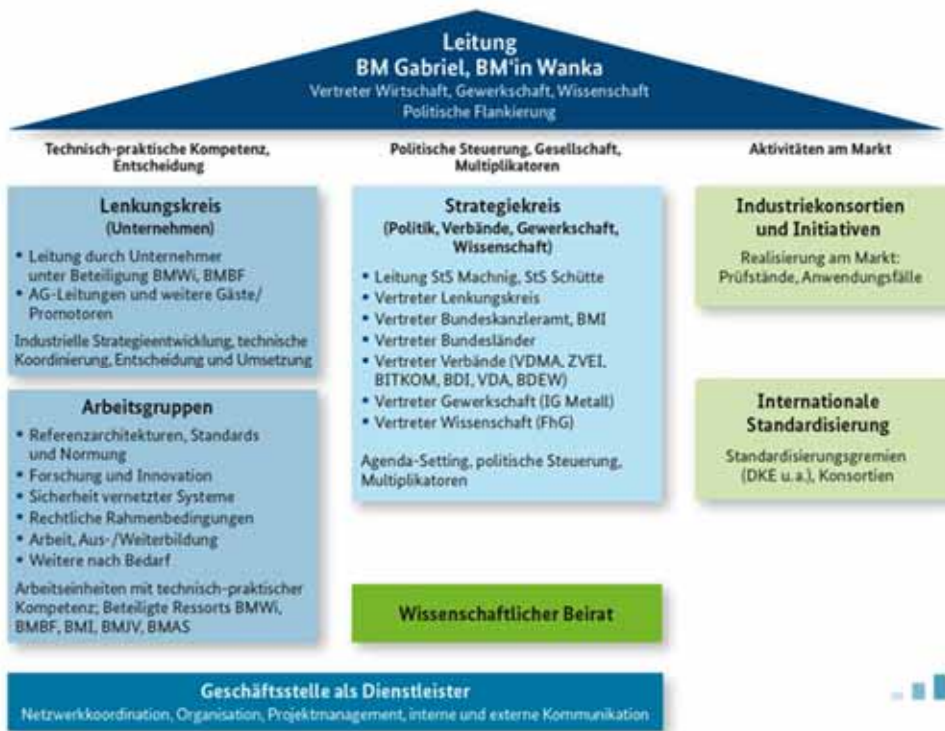 Leitung
BM Gabriel, BM'in Wanka
Vertreter Wirtschaft, Gewerkschaft, Wissenschaft
Politische Flankierung
Technisch-praktische Kompetenz,
Entscheidung
Lenkungskreis
(Unternehmen)
• Leitung durch Unternehmer
unter Beteiligung BMWi, BMBF
• AG-Leitungen und weitere Gäste/
Promotoren
Industrielle Strategieentwicklung, technische
Koordinierung, Entscheidung und Umsetzung
Arbeitsgruppen
• Referenzarchitekturen, Standards
und Normung
• Forschung und Innovation
• Sicherheit vernetzter Systeme
• Rechtliche Rahmenbedingungen
• Arbeit, Aus-/Weiterbildung
• Weitere nach Bedarf
Arbeitseinheiten mit technisch-praktischer
Kompetenz; Beteiligte Ressorts BMWi,
BMBF, BMI, BMJV, BMAS
Politische Steuerung, Gesellschaft,
Multiplikatoren
Strategiekreis
(Politik, Verbände, Gewerkschaft,
Wissenschaft)
• Leitung StS Machnig, StS Schütte
• Vertreter Lenkungskreis
• Vertreter Bundeskanzleramt, BMI
• Vertreter Bundesländer
• Vertreter Verbände (VDMA, ZVEI,
BITKOM, BDI, VDA, BDEW)
• Vertreter Gewerkschaft (IG Metall)
• Vertreter Wissenschaft (FhG)
Agenda-Setting, politische Steuerung,
Multiplikatoren
Wissenschaftlicher Beirat
Aktivitäten am Markt
Industriekonsortien
und Initiativen
Realisierung am Markt:
Prüfstände, Anwendungsfälle
Internationale
Standardisierung
Standardisierungsgremien
(DKE u. a.), Konsortien
Geschäftsstelle als Dienstleister
Netzwerkkoordination, Organisation, Projektmanagement, interne und externe Kommunikation